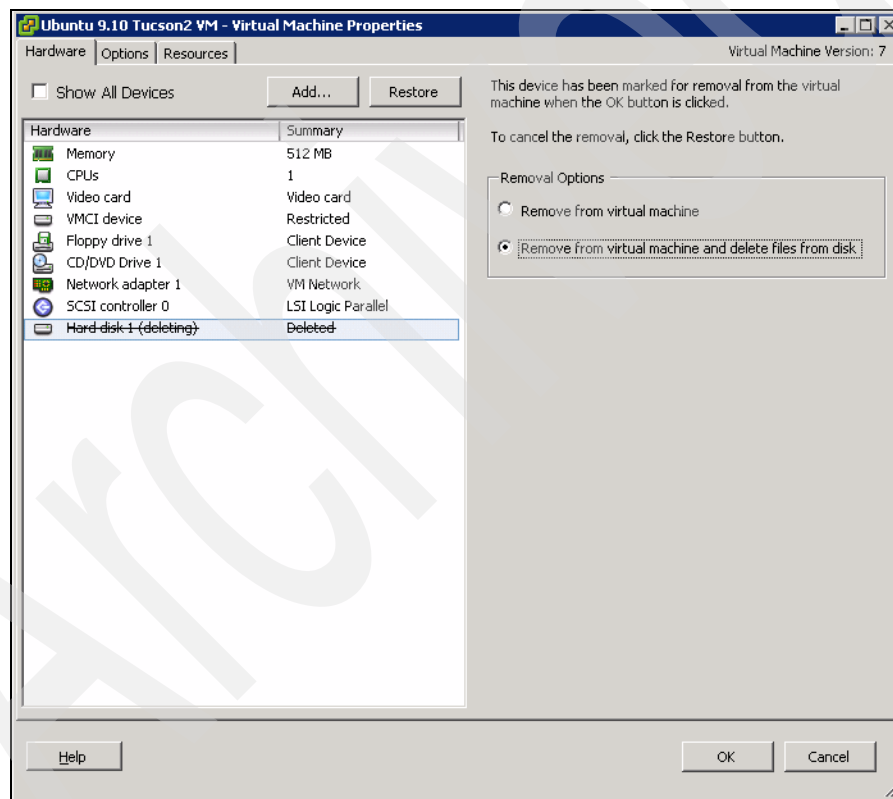 Ubuntu 9.10 Tucson2 VM - Virtual Machine Properties
Hardware Options Resources Virtual Machine Version: 7
Show All Devices Add... Restore
Hardware Summary
Memory 512 MB
CPUs 1
Video card Video card
VMCI device Restricted
Floppy drive 1 Client Device
CD/DVD Drive 1 Client Device
Network adapter 1 VM Network
SCSI controller 0 LSI Logic Parallel
Hard disk 1 (deleting) Deleted
This device has been marked for removal from the virtual
machine when the OK button is clicked.
To cancel the removal, click the Restore button.
Removal Options
Remove from virtual machine
Remove from virtual machine and delete files from disk
Help OK Cancel